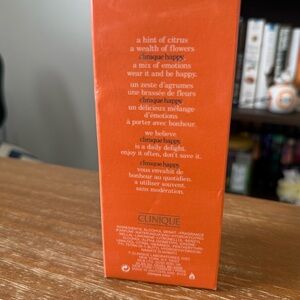 a hint of citrus
a wealth of flowers
clinique happy.
a mix of emotions
wear it and be happy.
un zeste d'agrumes
une brassée de fleurs
clinique happy.
un délicieux mélange
d'émotions
à porter avec bonheur.
we believe
clinique happy.
is a daily delight.
enjoy it often, don't save it.
clinique happy.
vous envahit de
bonheur au quotidien.
a utiliser souvent,
sans modération.
CLINIQUE
INGREDIENTS: ALCOHOL DENAT.